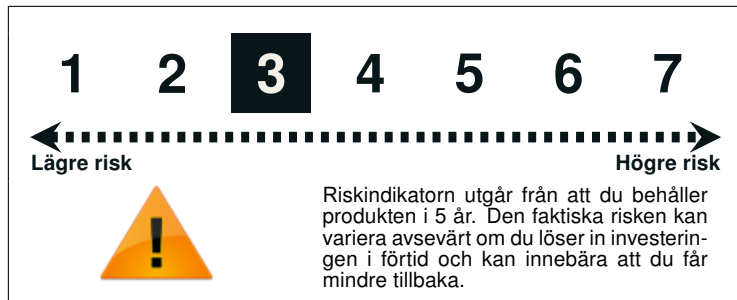 1 2 3 4 5 6 7
Lägre risk Högre risk
!
Riskindikatorn utgår från att du behåller
produkten i 5 år. Den faktiska risken kan
variera avsevärt om du löser in investerin-
gen i förtid och kan innebära att du får
mindre tillbaka.